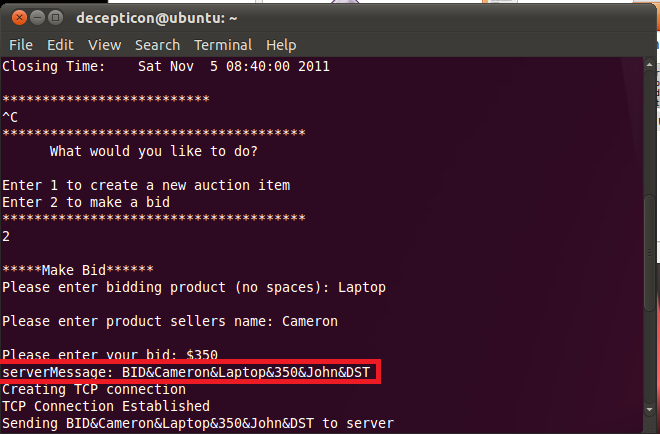 decepticon@ubuntu: ~
File Edit View Search Terminal Help
Closing Time:    Sat Nov  5 08:40:00 2011
**************************
^C
**************************************
What would you like to do?
Enter 1 to create a new auction item
Enter 2 to make a bid
**************************************
2
*****Make Bid******
Please enter bidding product (no spaces): Laptop
Please enter product sellers name: Cameron
Please enter your bid: $350
serverMessage: BID&Cameron&Laptop&350&John&DST
Creating TCP connection
TCP Connection Established
Sending BID&Cameron&Laptop&350&John&DST to server